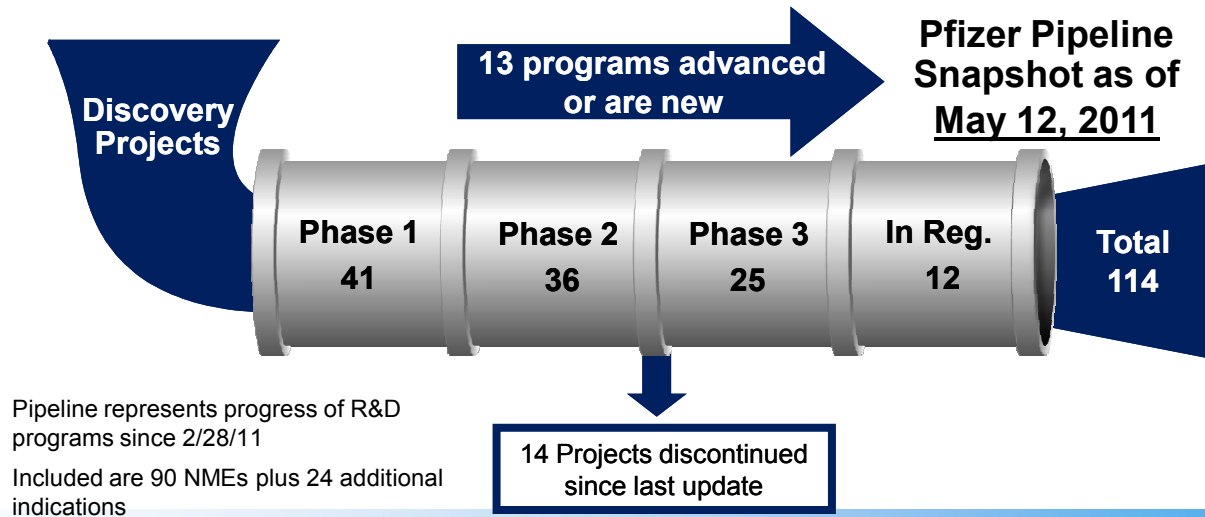 Pfizer Pipeline
Snapshot as of
May 12, 2011
13 programs advanced
or are new
Discovery
Projects
Phase 1
41
Phase 2
36
Phase 3
25
In Reg.
12
Total
114
14 Projects discontinued
since last update
Pipeline represents progress of R&D
programs since 2/28/11
Included are 90 NMEs plus 24 additional
indications